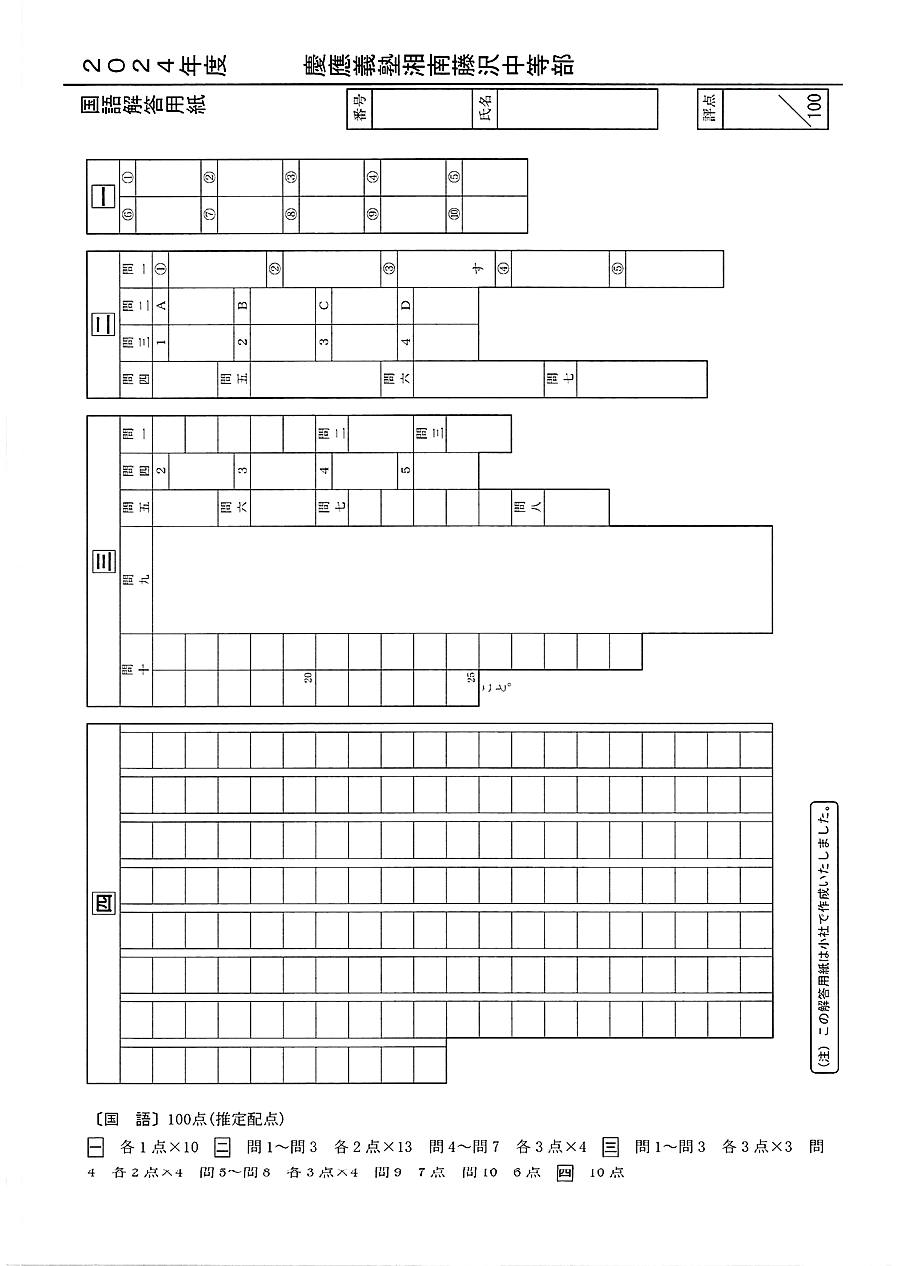 2024年度 慶應義塾湘南藤沢中等部
国語解答用紙 番号 氏名 評点 /100
一 ① ② ③ ④ ⑤
⑥ ⑦ ⑧ ⑨ ⑩
二 問一 ① ② ③ す ④ ⑤
問二 A B C D
問三 1 2 3 4
問四 問五 問六 問七
三 問一 問二 問三
問四 2 3 4 5
問五 問六 問七 問八
問九
問十
20 25 こと。
四
(注) この解答用紙は小社で作成いたしました。
〔国 語〕100点(推定配点)
一 各1点×10 二 問1〜問3 各2点×13 問4〜問7 各3点×4 三 問1〜問3 各3点×3 問
4 各2点×4 問5〜問8 各3点×4 問9 7点 問10 6点 四 10点